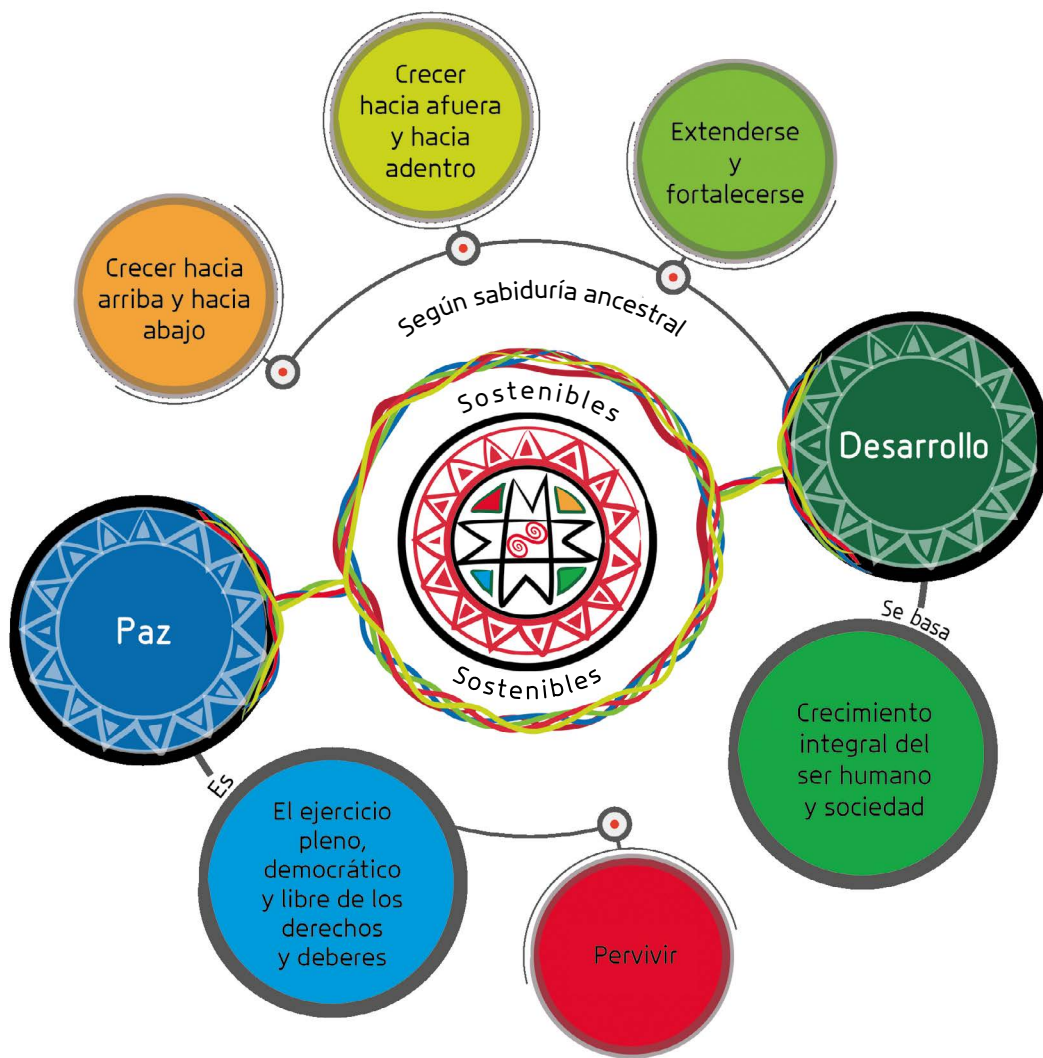 Crecer
hacia afuera
y hacia
adentro
Extenderse
y
fortalecerse
Crecer hacia
arriba y hacia
abajo
Según sabiduría ancestral
Sostenibles
Desarrollo
Paz
Sostenibles
Se basa
Crecimiento
integral del
ser humano
y sociedad
Es
El ejercicio
pleno,
democrático
y libre de los
derechos
y deberes
Pervivir